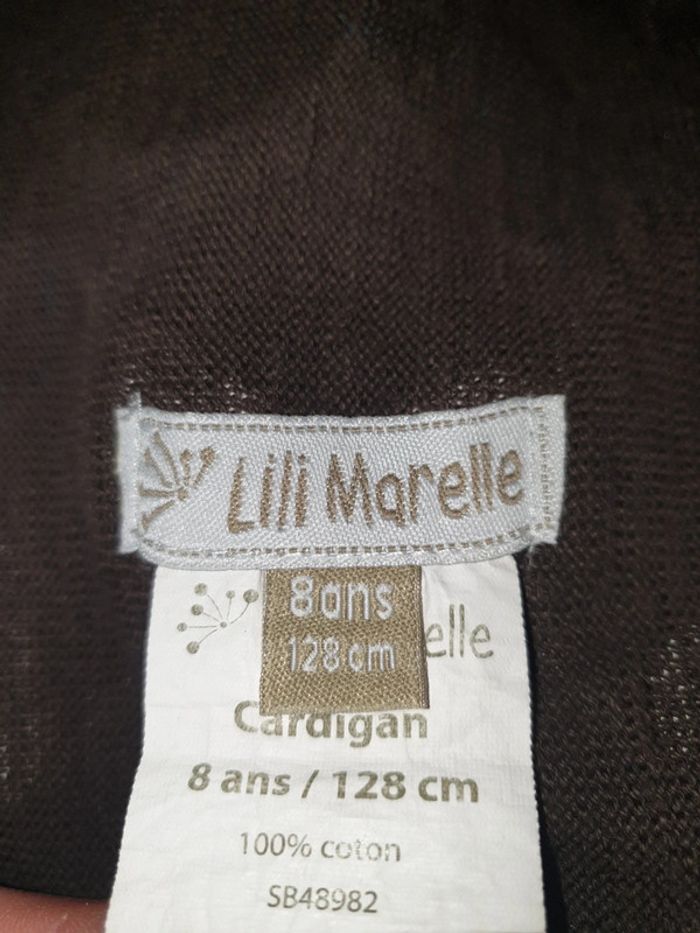 Lili Marelle
8ans
128cm
elle
Cardigan
8 ans / 128 cm
100% coton
SB48982